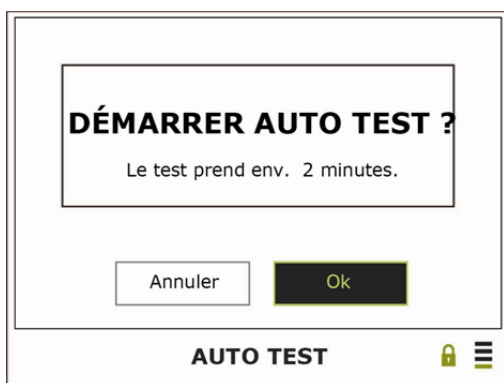 DÉMARRER AUTO TEST ?
Le test prend env. 2 minutes.
Annuler
Ok
AUTO TEST